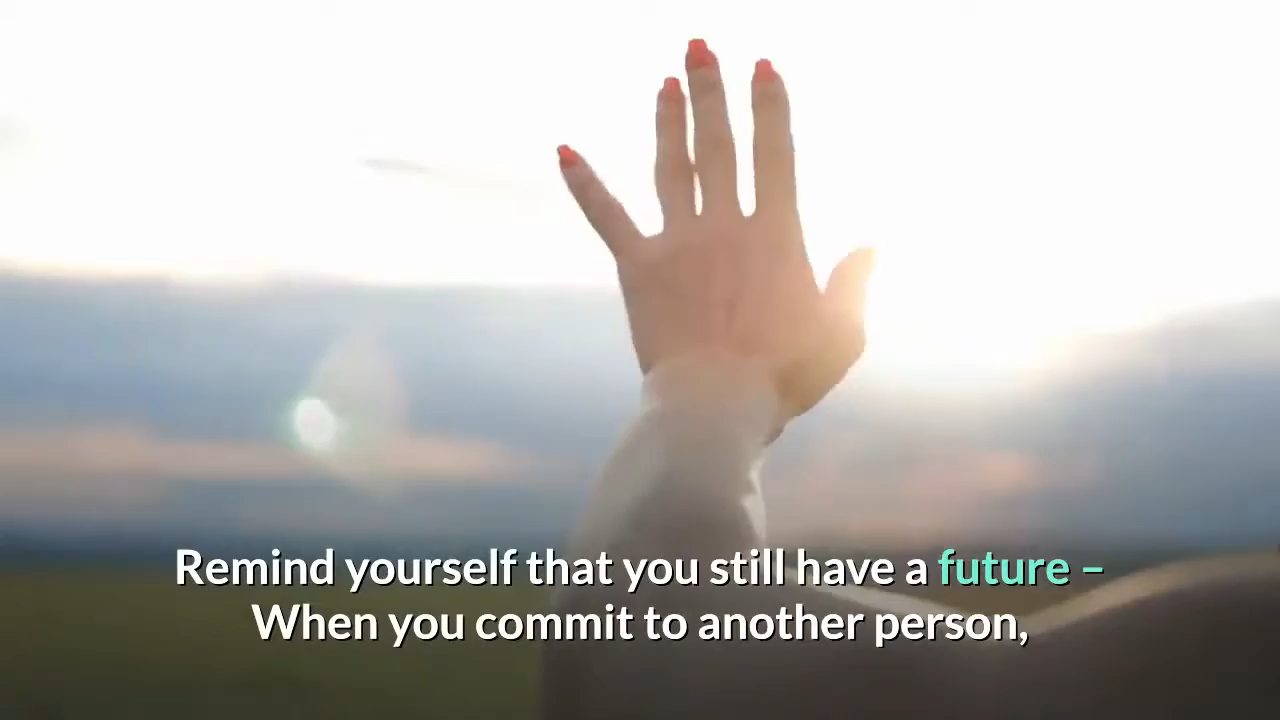 Remind yourself that you still have a future –
When you commit to another person,